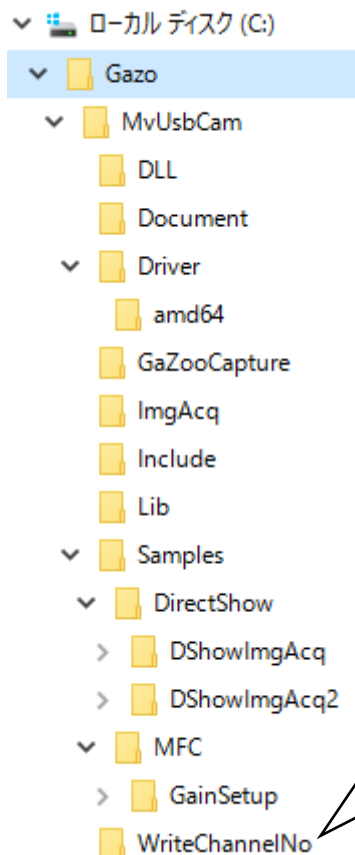 ローカル ディスク (C:)
Gazo
MvUsbCam
DLL
Document
Driver
amd64
GaZooCapture
ImgAcq
Include
Lib
Samples
DirectShow
DShowImgAcq
DShowImgAcq2
MFC
GainSetup
WriteChannelNo